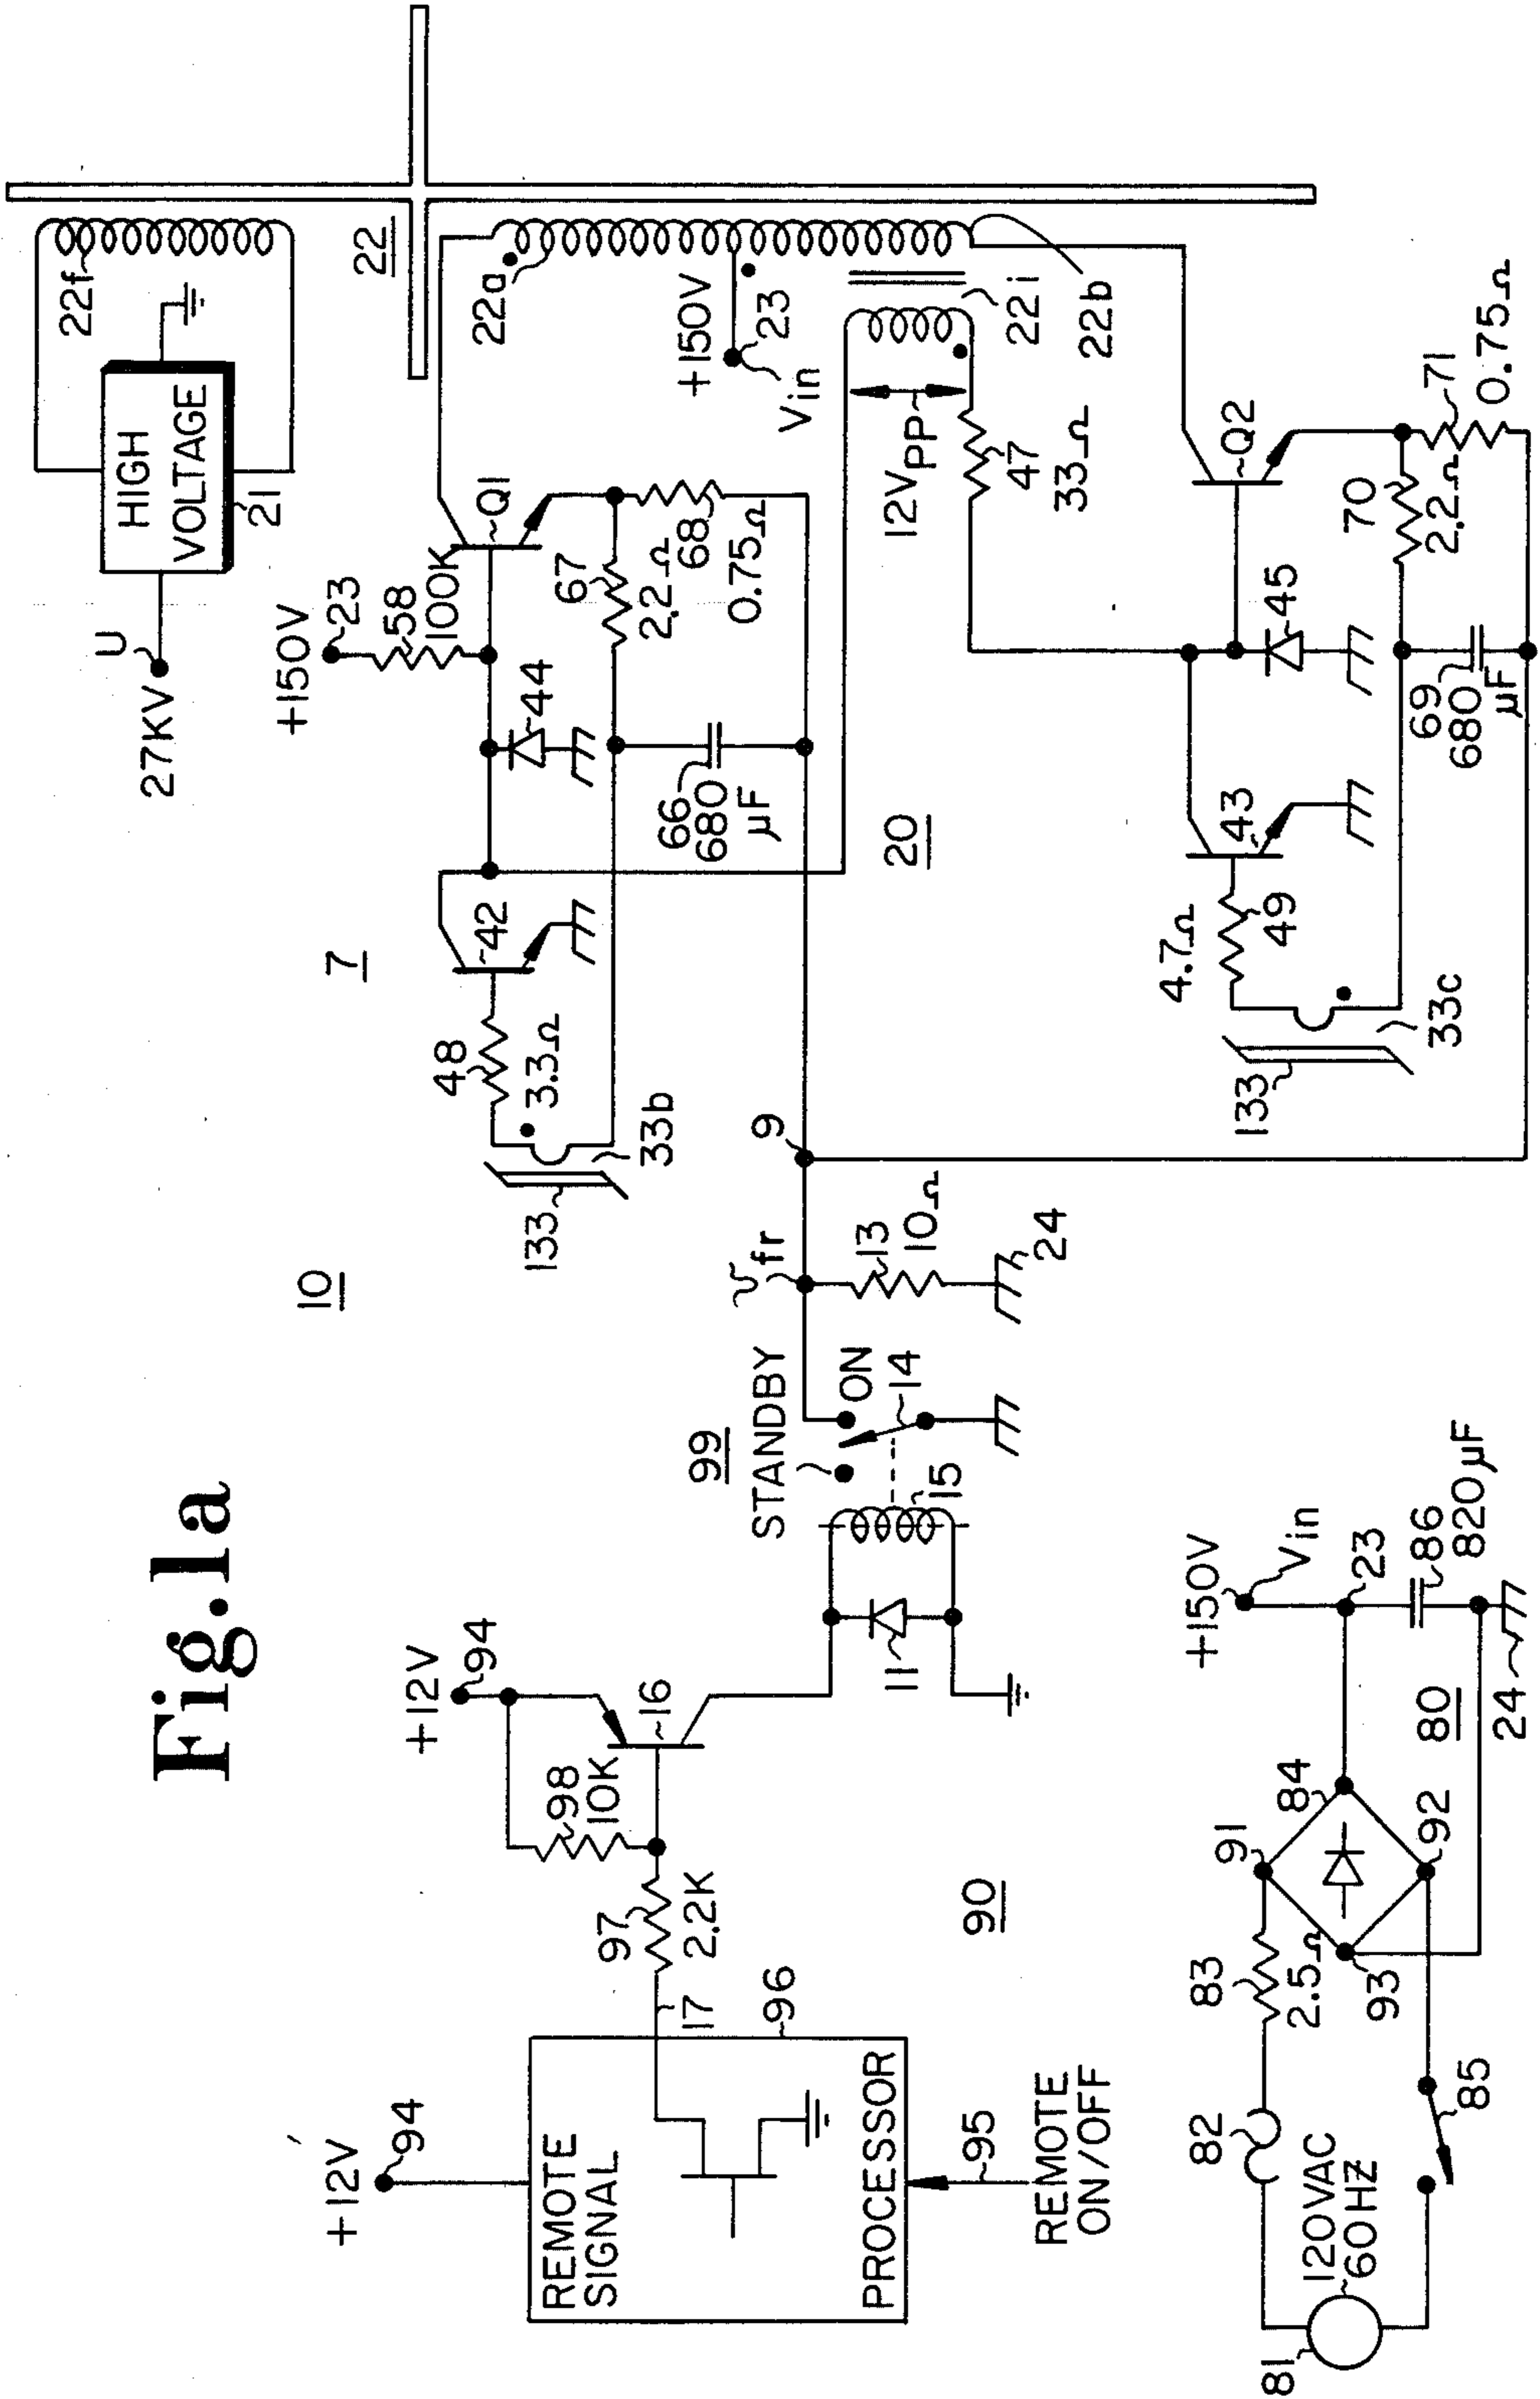 Fig.1a
10
7
20
90
99
80
27KV
U
HIGH
VOLTAGE
21
22f
22
+150V
23
58
100K
Q1
22a
44
67
2.2Ω
68
0.75Ω
42
48
3.3Ω
133
33b
66
680
μF
+150V
23
Vin
12VPP
22i
22b
47
33Ω
Q2
45
70
2.2Ω
71
0.75Ω
43
4.7Ω
49
133
33c
69
680
μF
9
fr
13
10Ω
24
STANDBY
ON
14
15
11
+12V
94
98
10K
16
97
2.2K
17
96
+12V
94
REMOTE
SIGNAL
PROCESSOR
95
REMOTE
ON/OFF
+150V
Vin
23
86
820μF
24
84
91
92
93
83
2.5Ω
82
85
120VAC
60HZ
81